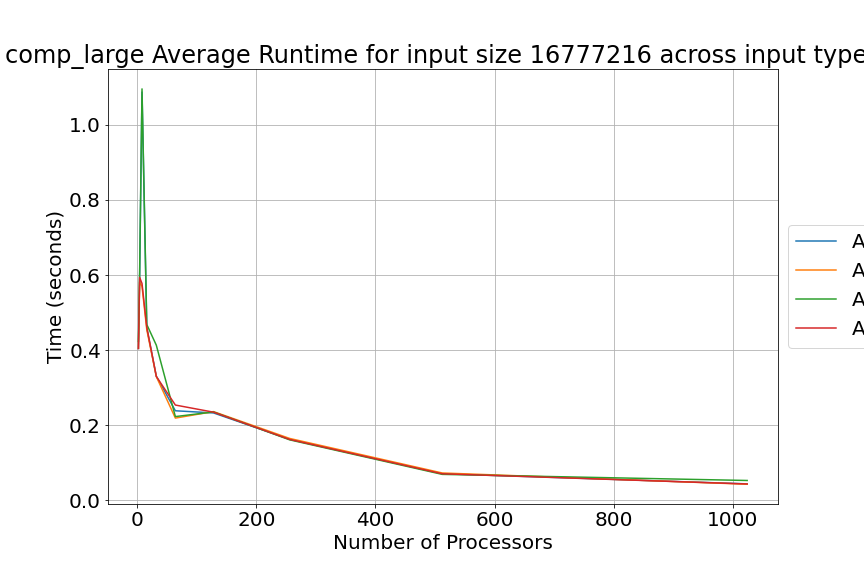 comp_large Average Runtime for input size 16777216 across input type
1.0
0.8
0.6
0.4
0.2
0.0
Time (seconds)
0 200 400 600 800 1000
Number of Processors
A
A
A
A